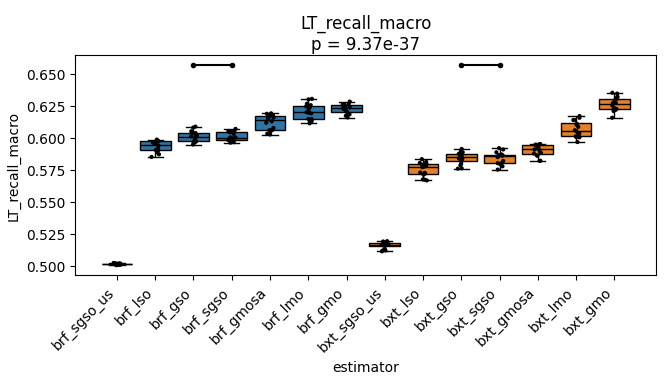 LT_recall_macro
p = 9.37e-37
LT_recall_macro
0.650
0.625
0.600
0.575
0.550
0.525
0.500
brf_sgso_us
brf_lso
brf_gso
brf_sgso
brf_gmosa
brf_lmo
brf_gmo
bxt_sgso_us
bxt_lso
bxt_gso
bxt_sgso
bxt_gmosa
bxt_lmo
bxt_gmo
estimator